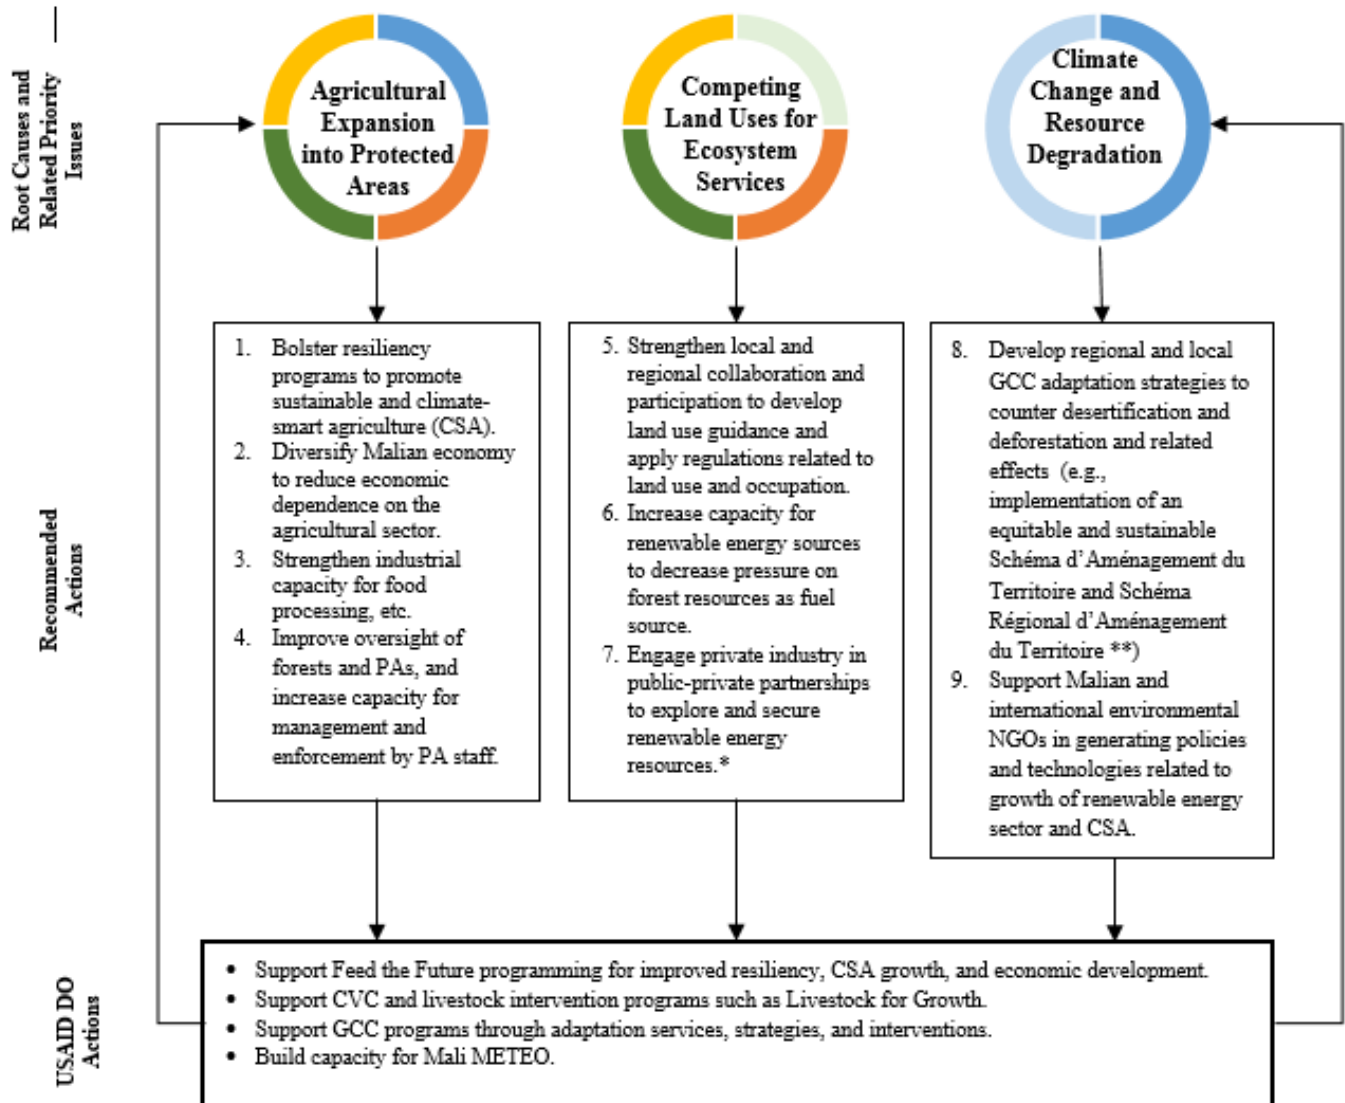 Root Causes and
Related Priority
Issues
Agricultural
Expansion
into Protected
Areas
Competing
Land Uses for
Ecosystem
Services
Climate
Change and
Resource
Degradation
Recommended
Actions
1. Bolster resiliency
programs to promote
sustainable and climate-
smart agriculture (CSA).
2. Diversify Malian economy
to reduce economic
dependence on the
agricultural sector.
3. Strengthen industrial
capacity for food
processing, etc.
4. Improve oversight of
forests and PAs, and
increase capacity for
management and
enforcement by PA staff.
5. Strengthen local and
regional collaboration and
participation to develop
land use guidance and
apply regulations related to
land use and occupation.
6. Increase capacity for
renewable energy sources
to decrease pressure on
forest resources as fuel
source.
7. Engage private industry in
public-private partnerships
to explore and secure
renewable energy
resources.*
8. Develop regional and local
GCC adaptation strategies to
counter desertification and
deforestation and related
effects (e.g.,
implementation of an
equitable and sustainable
Schéma d’Aménagement du
Territoire and Schéma
Régional d’Aménagement
du Territoire **)
9. Support Malian and
international environmental
NGOs in generating policies
and technologies related to
growth of renewable energy
sector and CSA.
USAID DO
Actions
• Support Feed the Future programming for improved resiliency, CSA growth, and economic development.
• Support CVC and livestock intervention programs such as Livestock for Growth.
• Support GCC programs through adaptation services, strategies, and interventions.
• Build capacity for Mali METEO.